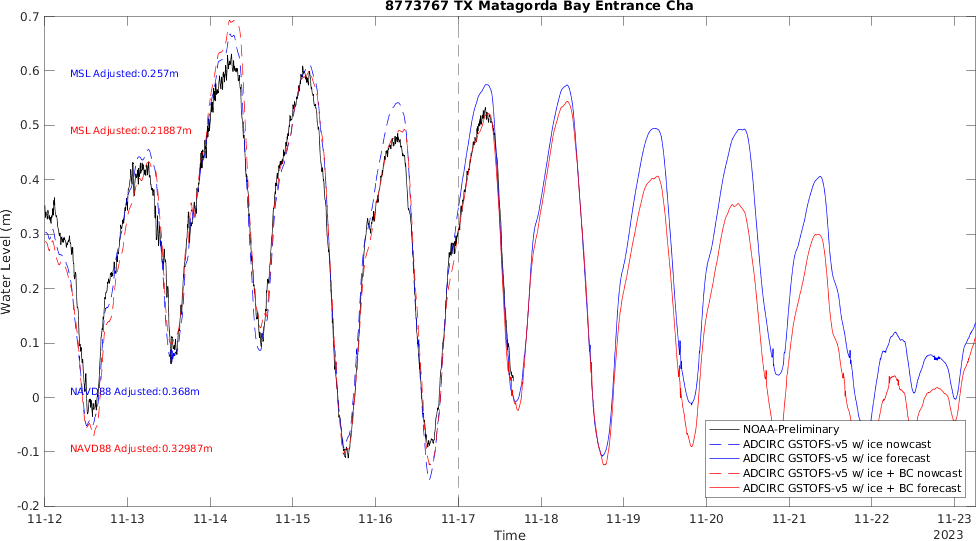 8773767 TX Matagorda Bay Entrance Cha
Water Level (m)
0.7
0.6
0.5
0.4
0.3
0.2
0.1
0
-0.1
-0.2
MSL Adjusted:0.257m
MSL Adjusted:0.21887m
NAVD88 Adjusted:0.368m
NAVD88 Adjusted:0.32987m
NOAA-Preliminary
ADCIRC GSTOFS-v5 w/ ice nowcast
ADCIRC GSTOFS-v5 w/ ice forecast
ADCIRC GSTOFS-v5 w/ ice + BC nowcast
ADCIRC GSTOFS-v5 w/ ice + BC forecast
11-12 11-13 11-14 11-15 11-16 11-17 11-18 11-19 11-20 11-21 11-22 11-23
Time
2023